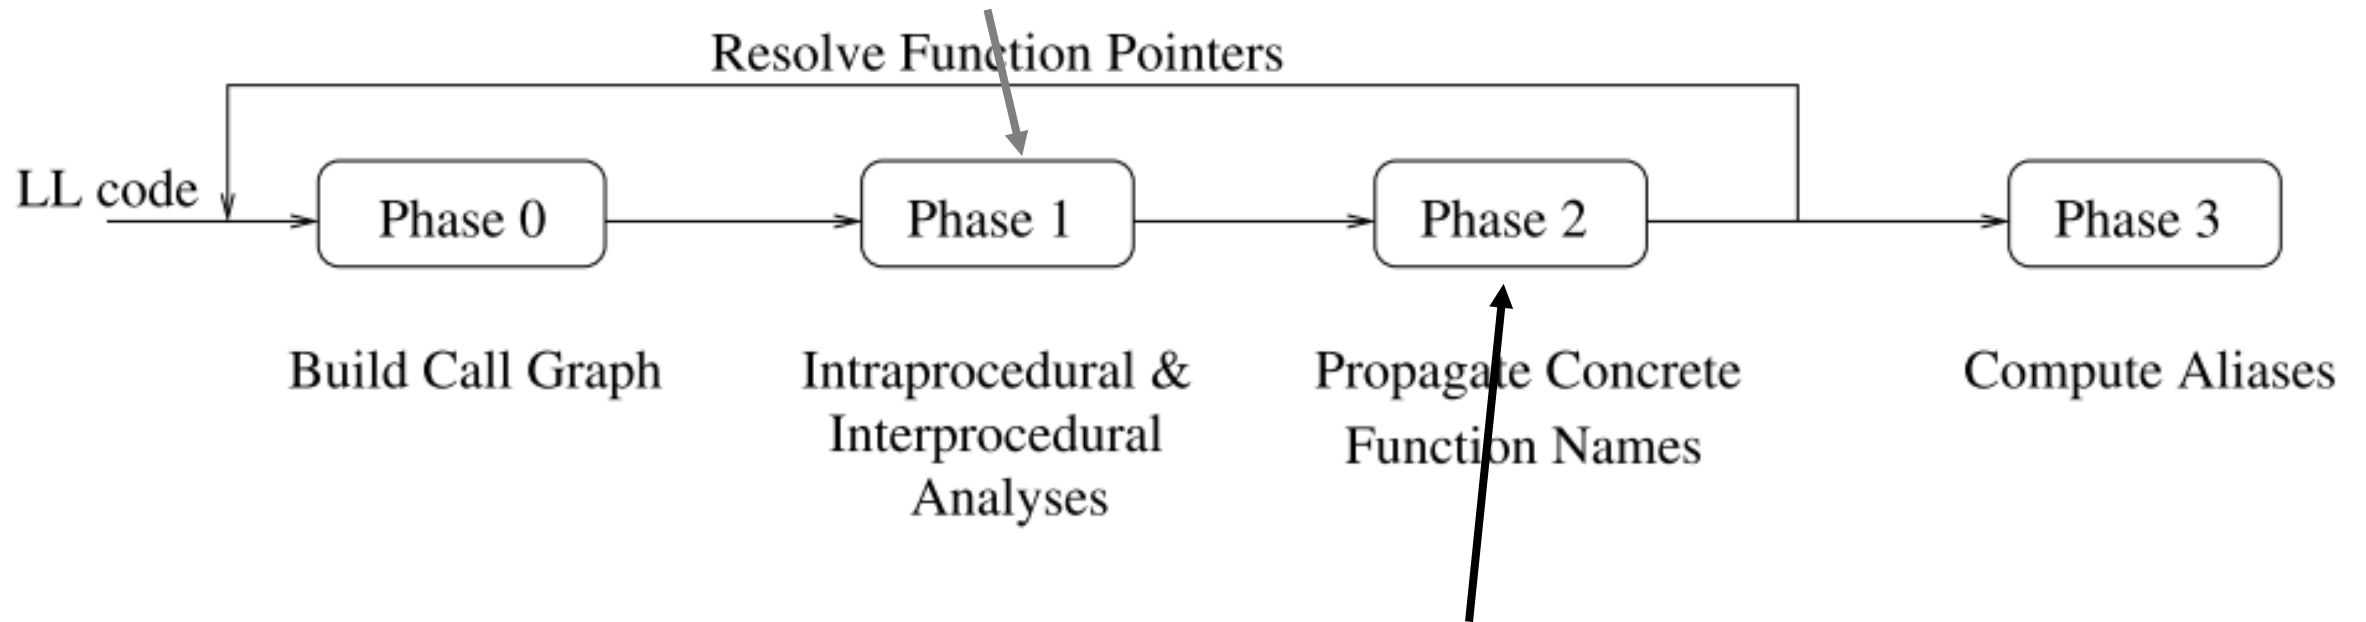 Resolve Function Pointers
LL code
Phase 0
Phase 1
Phase 2
Phase 3
Build Call Graph
Intraprocedural &
Interprocedural
Analyses
Propagate Concrete
Function Names
Compute Aliases